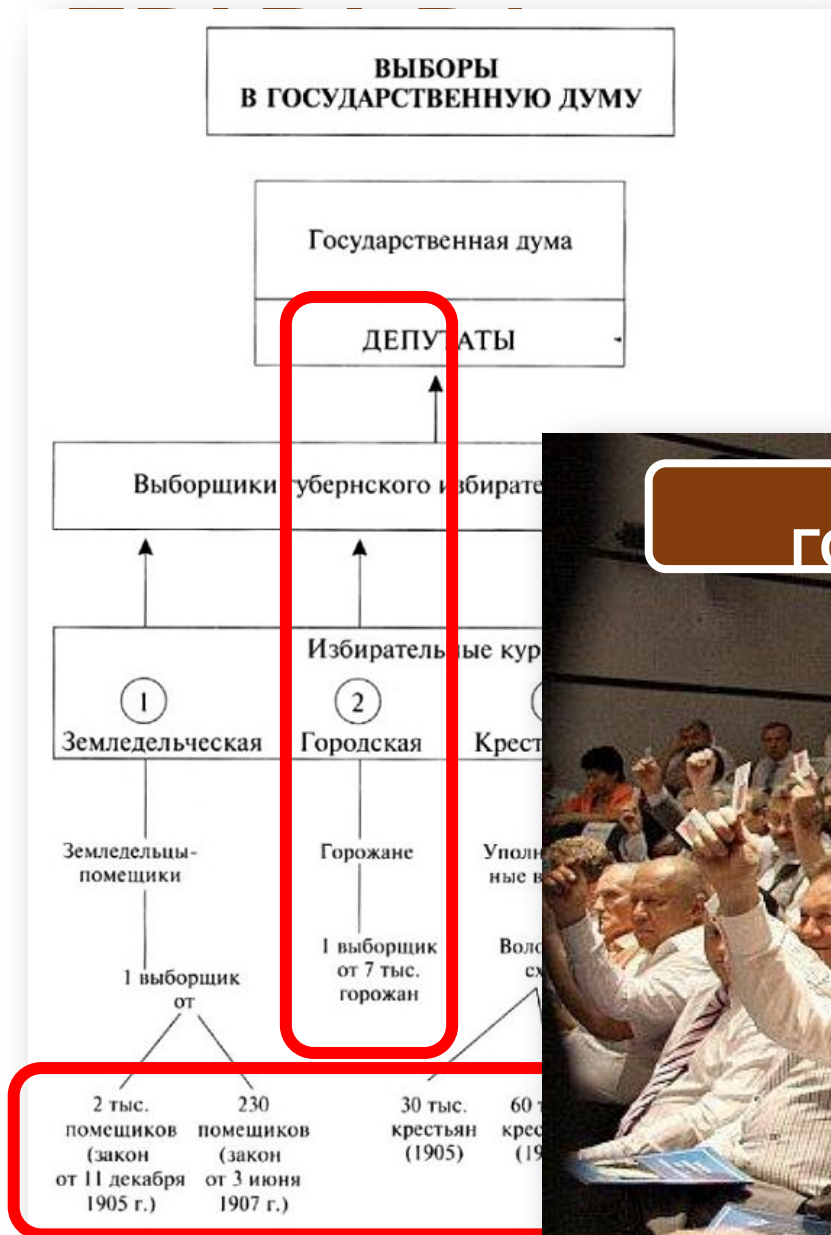 ВЫБОРЫ
В ГОСУДАРСТВЕННУЮ ДУМУ
Государственная дума
ДЕПУТАТЫ
Выборщики губернского избирате
Избирательные кур
1
2
Земледельческая
Городская
Крест
Земледельцы-
помещики
Горожане
Уполн
ные в
1 выборщик
от
1 выборщик
от 7 тыс.
горожан
Воло
сх
2 тыс.
помещиков
(закон
от 11 декабря
1905 г.)
230
помещиков
(закон
от 3 июня
1907 г.)
30 тыс.
крестьян
(1905)
60 т
крес
(19
ГО